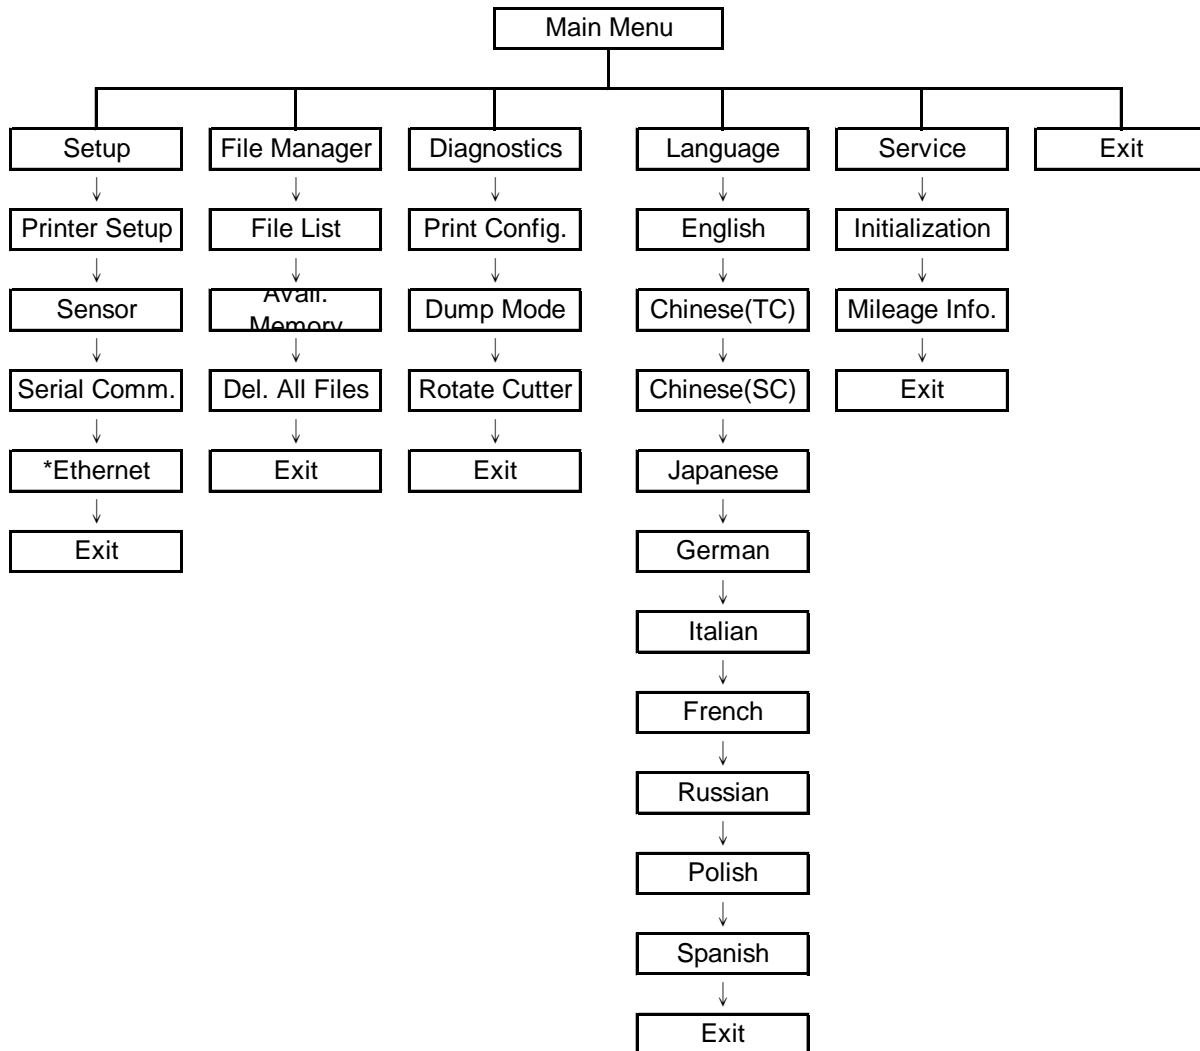 Main Menu
Setup
File Manager
Diagnostics
Language
Service
Exit
Printer Setup
File List
Print Config.
English
Initialization
Sensor
Avail.
Memory
Dump Mode
Chinese(TC)
Mileage Info.
Serial Comm.
Del. All Files
Rotate Cutter
Chinese(SC)
Exit
*Ethernet
Exit
Exit
Japanese
Exit
German
Italian
French
Russian
Polish
Spanish
Exit